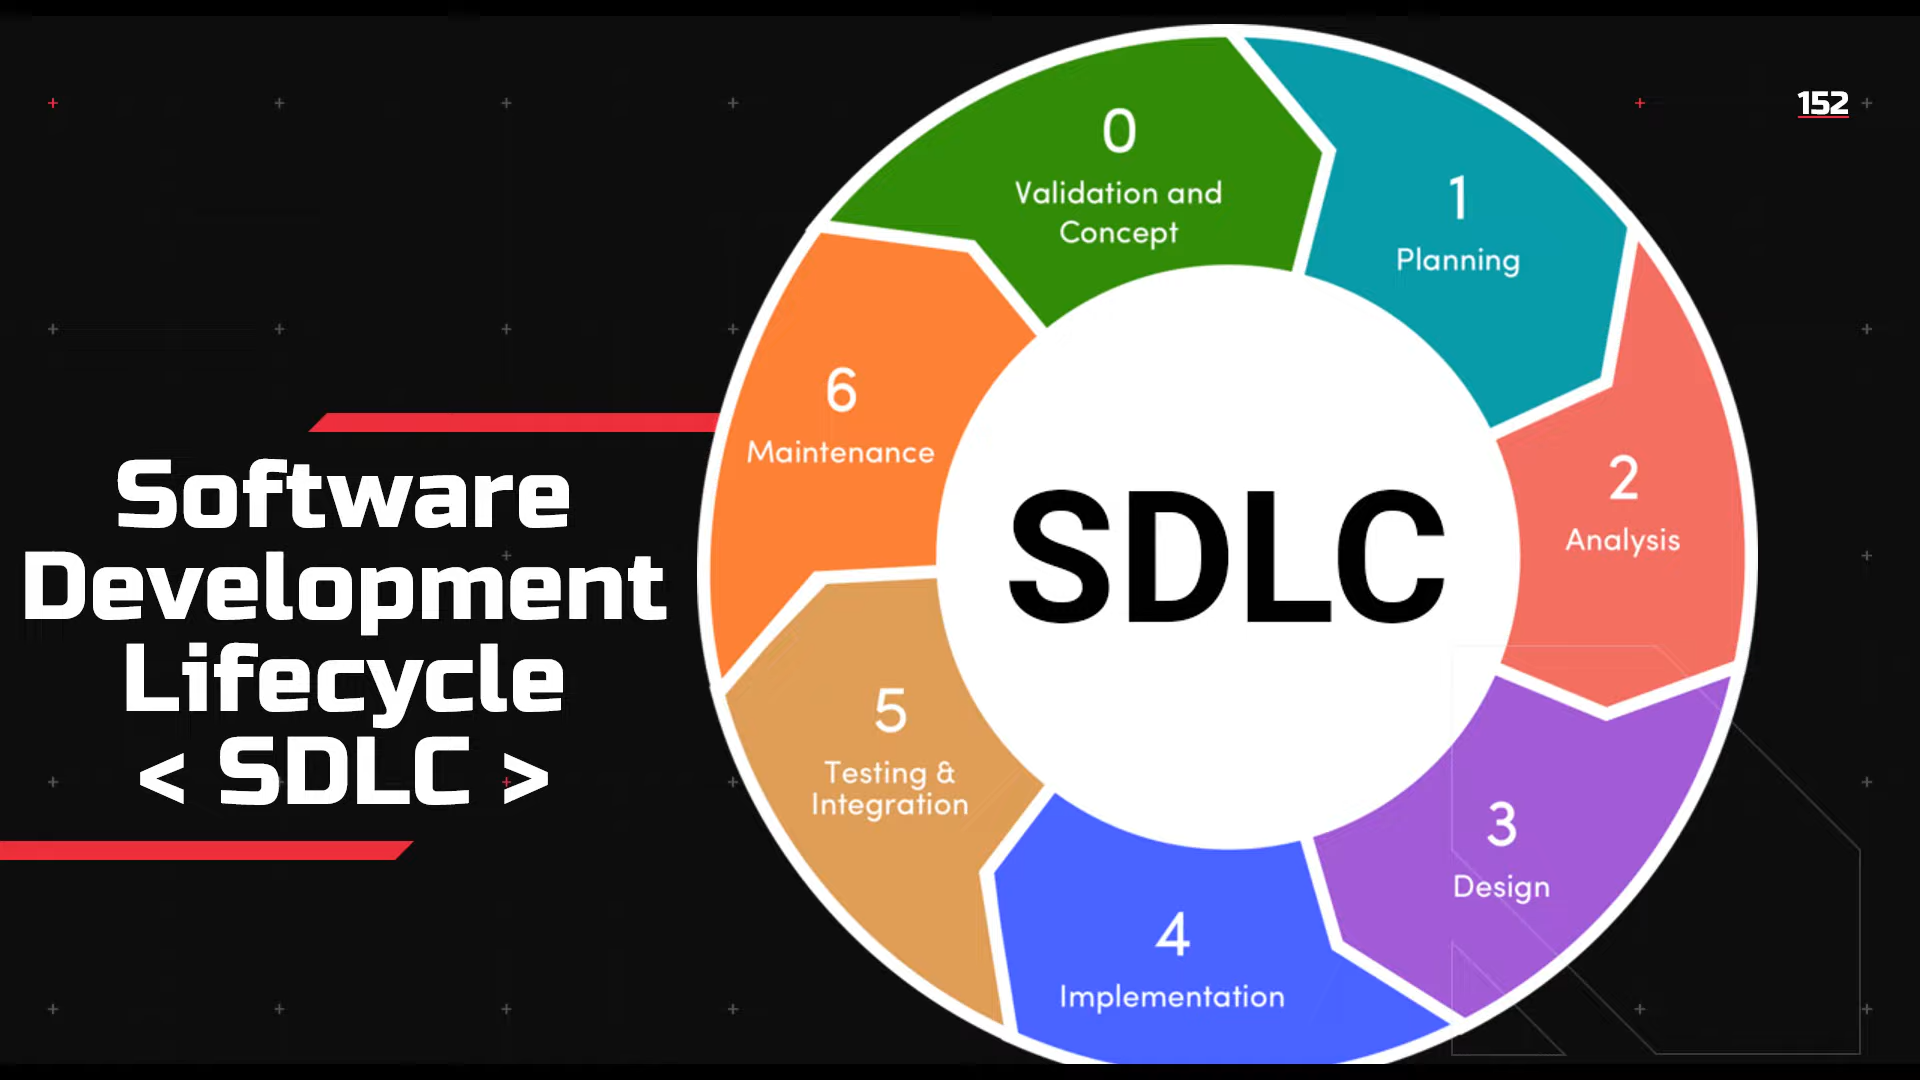 152
Software
Development
Lifecycle
< SDLC >
SDLC
0
Validation and
Concept
1
Planning
2
Analysis
3
Design
4
Implementation
5
Testing &
Integration
6
Maintenance